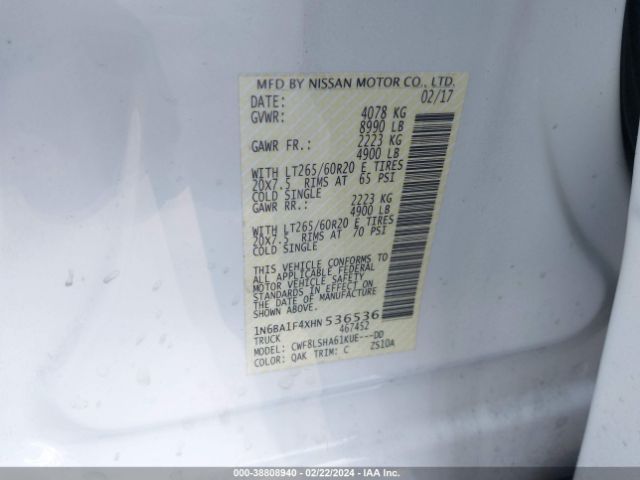 MFD BY NISSAN MOTOR CO., LTD.
DATE: 02/17
GVWR: 4078 KG
8990 LB
GAWR FR.: 2223 KG
4900 LB
WITH LT265/60R20 E TIRES
20X7.5 RIMS AT 65 PSI
COLD SINGLE
GAWR RR.: 2223 KG
4900 LB
WITH LT265/60R20 E TIRES
20X7.5 RIMS AT 70 PSI
COLD SINGLE
THIS VEHICLE CONFORMS TO
ALL APPLICABLE FEDERAL
MOTOR VEHICLE SAFETY
STANDARDS IN EFFECT ON
THE DATE OF MANUFACTURE
SHOWN ABOVE.
1N6BA1F4XHN536536
TRUCK 467452
MODEL: CWF8LSHA61KUE---DD
COLOR: QAK TRIM: C ZS10A
000-38808940 - 02/22/2024 - IAA Inc.